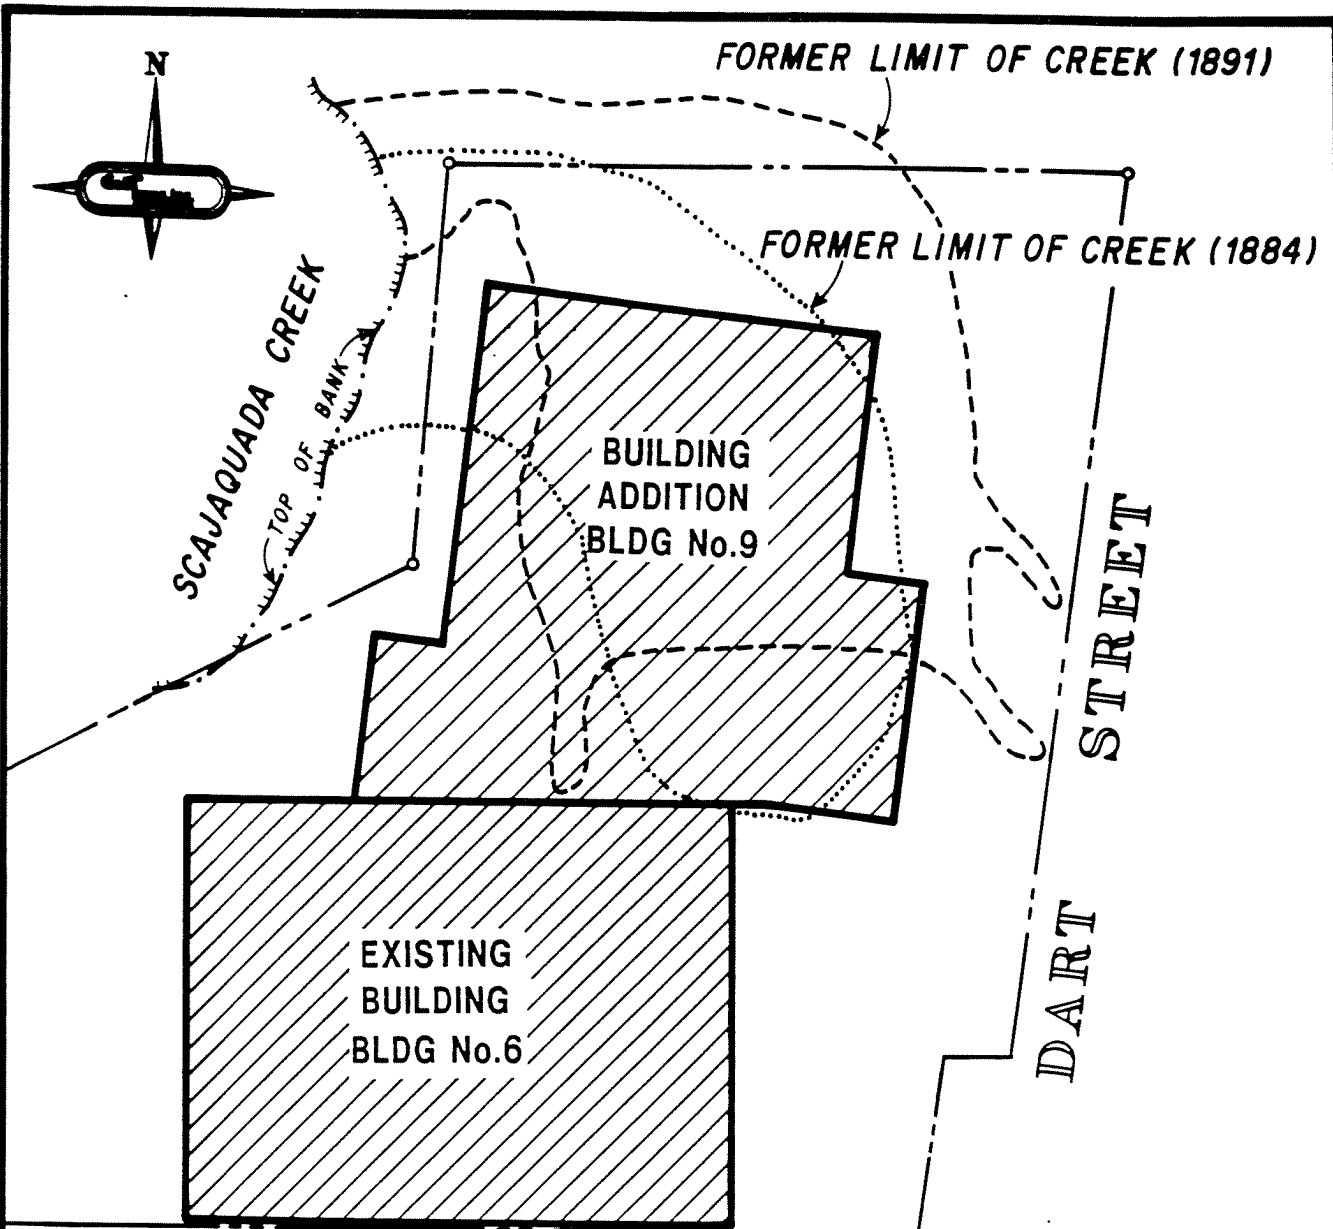 N
FORMER LIMIT OF CREEK (1891)
FORMER LIMIT OF CREEK (1884)
SCAJAQUADA CREEK
TOP OF BANK
BUILDING
ADDITION
BLDG No.9
DART STREET
EXISTING
BUILDING
BLDG No.6